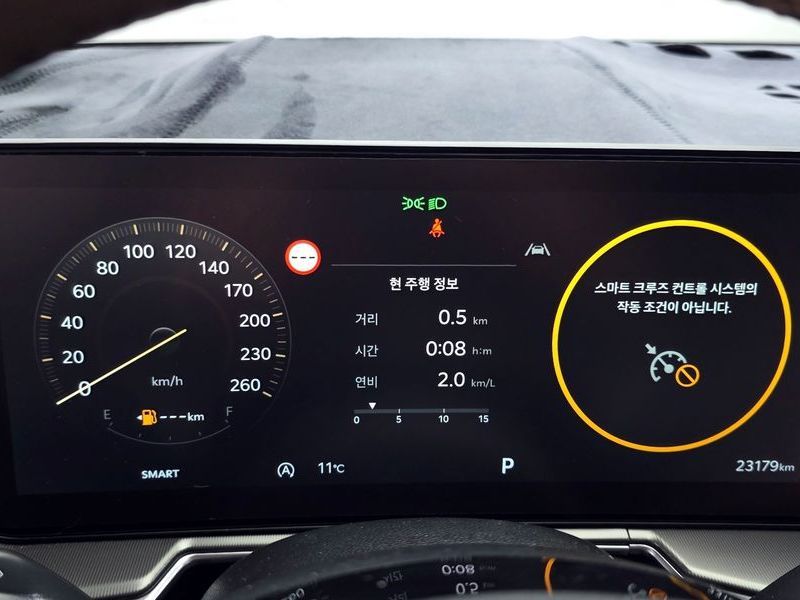 0
20
40
60
80
100
120
140
170
200
230
260
km/h
E
---km
F
SMART
---
현 주행 정보
거리 0.5 km
시간 0:08 h:m
연비 2.0 km/L
0 5 10 15
A
11°C
P
스마트 크루즈 컨트롤 시스템의
작동 조건이 아닙니다.
23179km